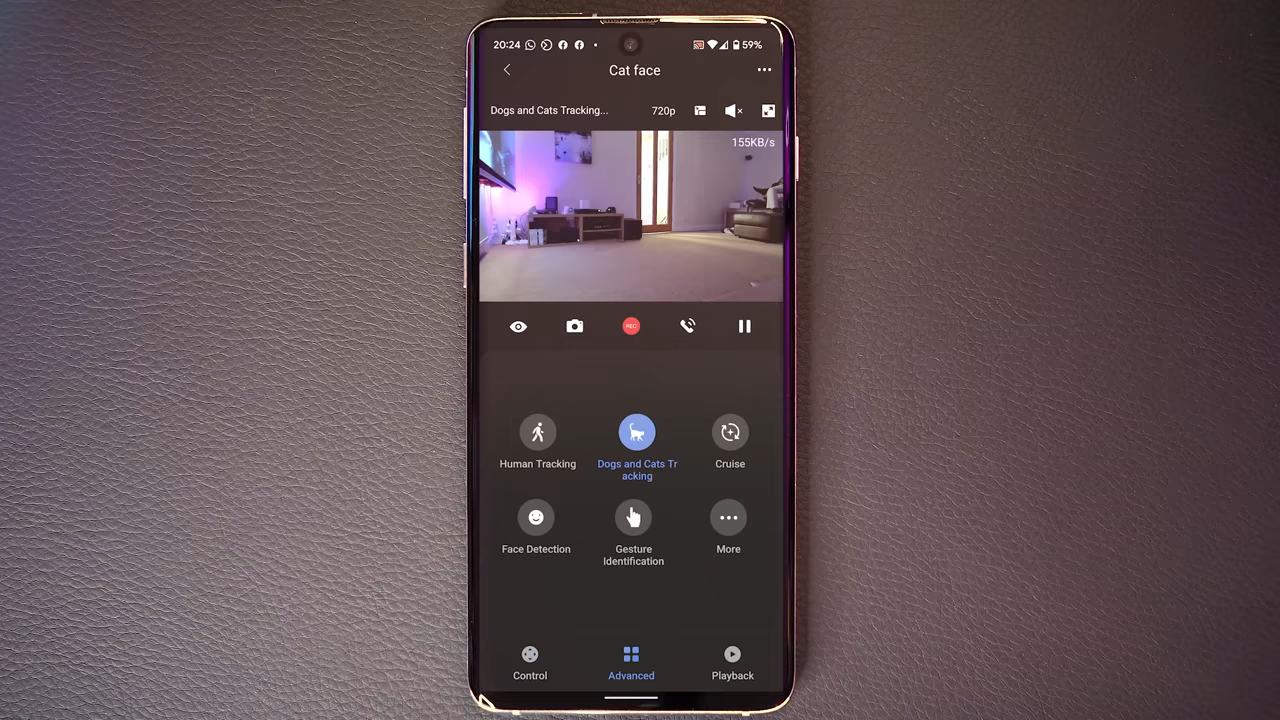 20:24
59%
Cat face
Dogs and Cats Tracking...
720p
155KB/s
REC
Human Tracking
Dogs and Cats Tr
acking
Cruise
Face Detection
Gesture
Identification
More
Control
Advanced
Playback